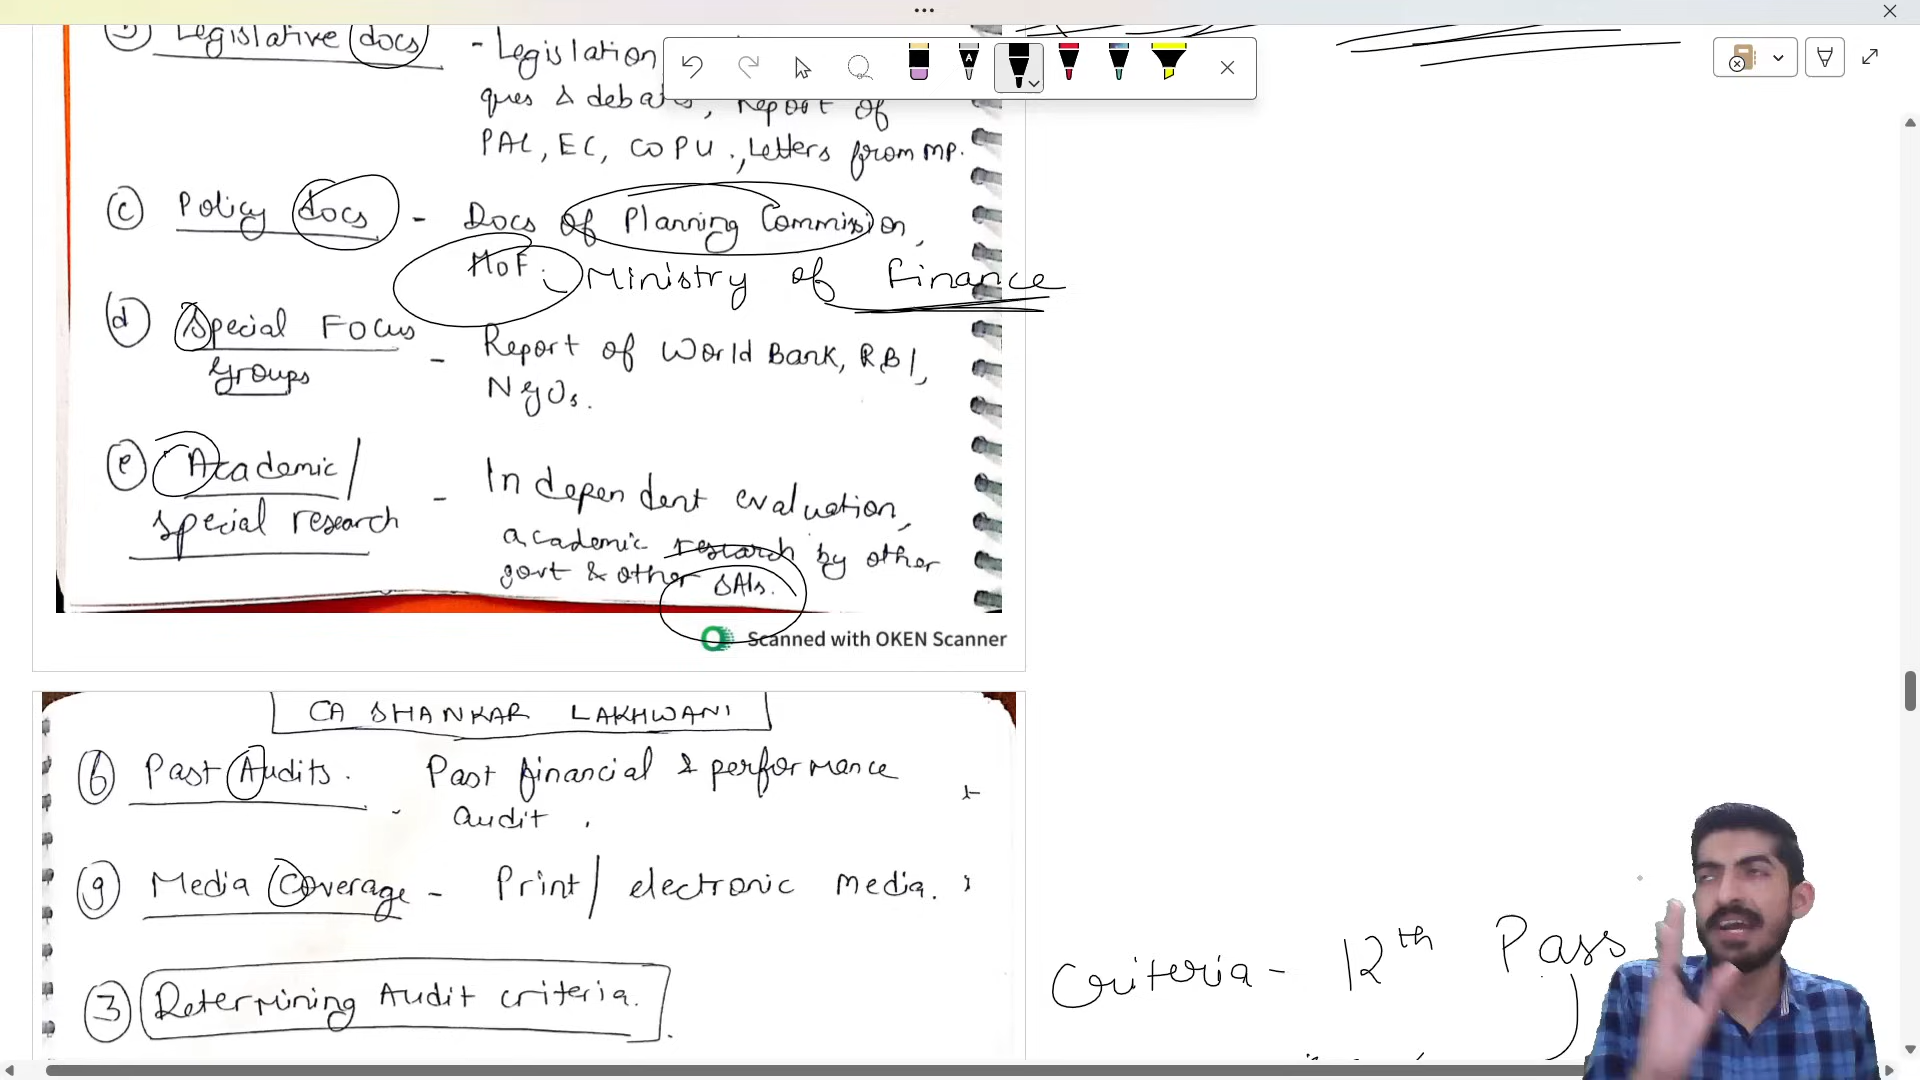 b) Legislative docs - Legislation
ques & debates, report of
PAC, EC, COPU., Letters from MP.
c) Policy docs - Docs of Planning Commission,
MoF : Ministry of Finance
d) Special Focus
Groups - Report of World Bank, RBI,
NGOs.
e) Academic/
special research - Independent evaluation,
academic research by other
govt & other SAIs.
Scanned with OKEN Scanner
CA SHANKAR LAKHWANI
6 Past Audits. - Past financial & performance
audit.
g Media Coverage - Print/electronic media.
3 Determining Audit criteria.
Criteria - 12th Pass